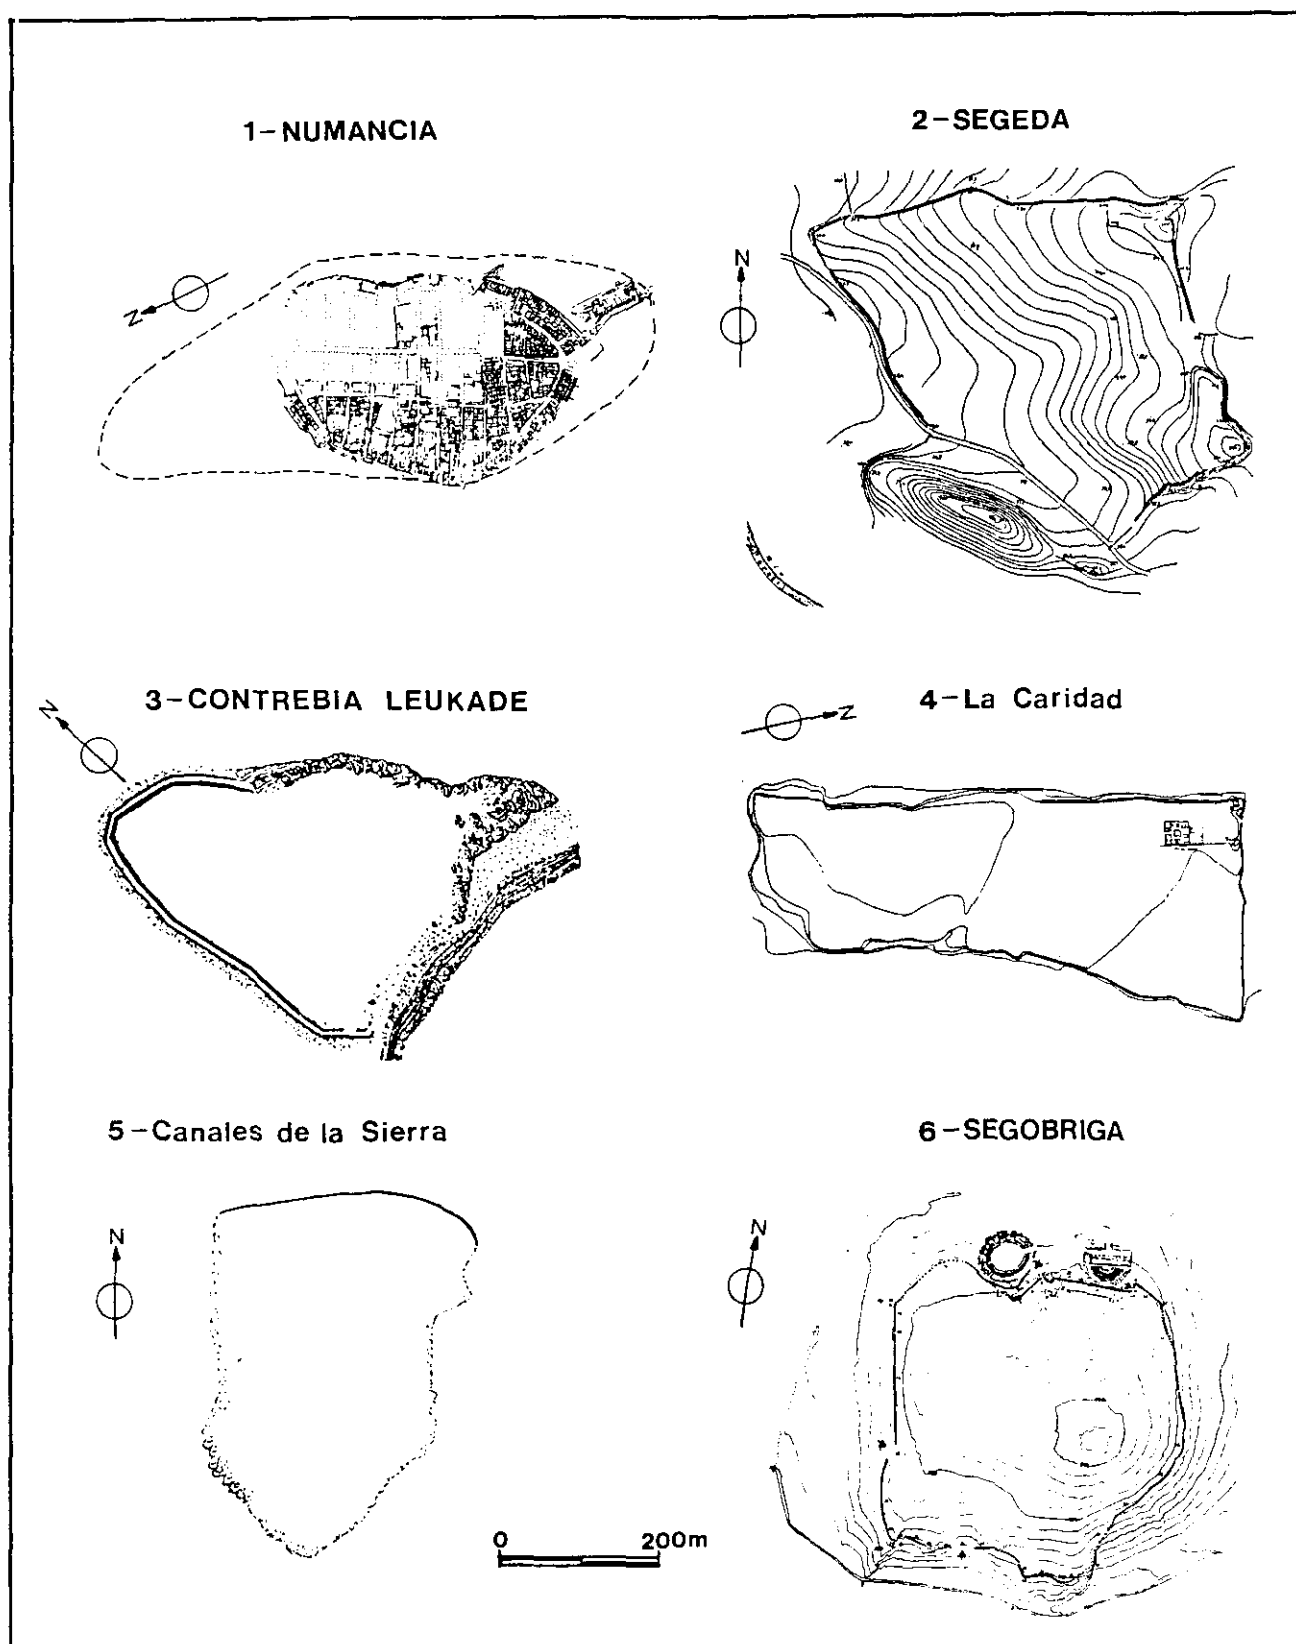 1-NUMANCIA
2-SEGEDA
N
N
3-CONTREBIA LEUKADE
4-La Caridad
N
N
5-Canales de la Sierra
6-SEGOBRIGA
N
N
0 200m